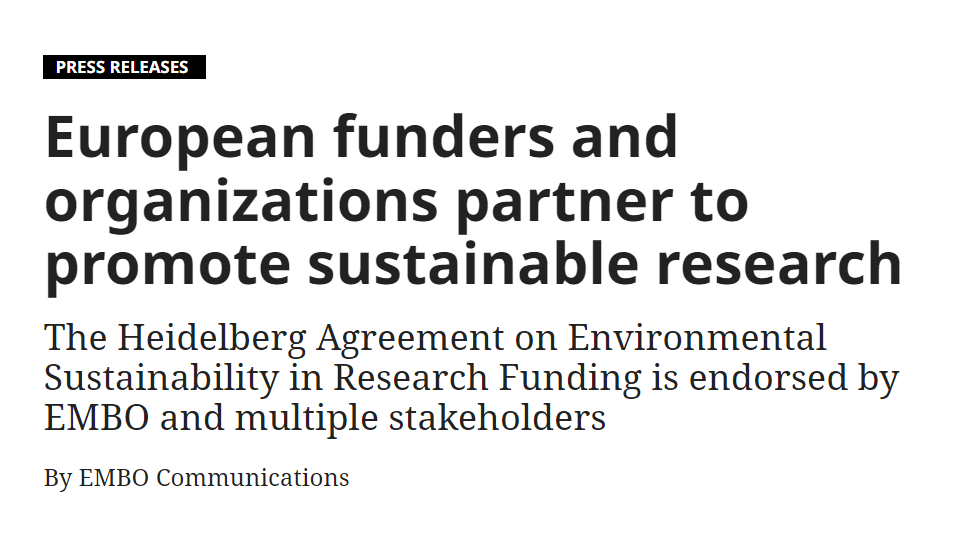 PRESS RELEASES
European funders and
organizations partner to
promote sustainable research
The Heidelberg Agreement on Environmental
Sustainability in Research Funding is endorsed by
EMBO and multiple stakeholders
By EMBO Communications